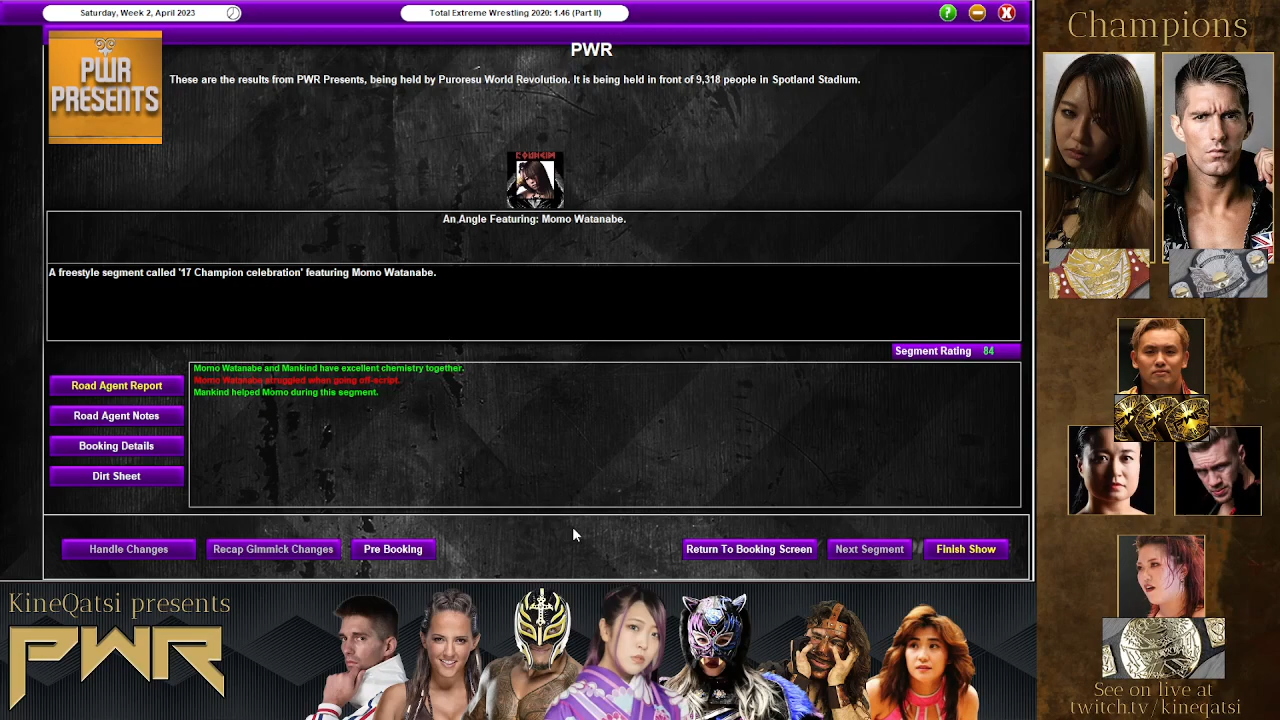 Saturday, Week 2, April 2023
Total Extreme Wrestling 2020: 1.46 (Part II)
?
X
Champions
PWR
PRESENTS
PWR
These are the results from PWR Presents, being held by Puroresu World Revolution. It is being held in front of 9,318 people in Spotland Stadium.
An Angle Featuring: Momo Watanabe.
A freestyle segment called '17 Champion celebration' featuring Momo Watanabe.
Segment Rating 84
Road Agent Report
Road Agent Notes
Booking Details
Dirt Sheet
Momo Watanabe and Mankind have excellent chemistry together.
Momo Watanabe struggled when going off-script.
Mankind helped Momo during this segment.
Handle Changes
Recap Gimmick Changes
Pre Booking
Return To Booking Screen
Next Segment
Finish Show
KineQatsi presents
PWR
See on live at
twitch.tv/kineqatsi